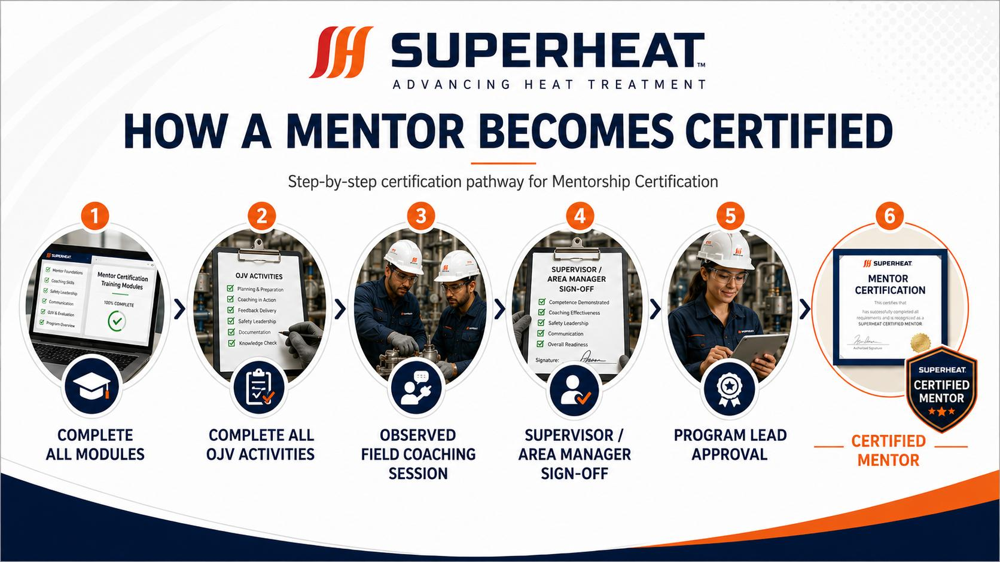 SUPERHEAT™
ADVANCING HEAT TREATMENT
HOW A MENTOR BECOMES CERTIFIED
Step-by-step certification pathway for Mentorship Certification
1
SUPERHEAT
Mentor Foundations
Coaching Skills
Safety Leadership
Communication
OJV & Evaluation
Program Overview
Mentor Certification
Training Modules
100% COMPLETE
COMPLETE
ALL MODULES
2
OJV ACTIVITIES
Planning & Preparation
Coaching in Action
Feedback Delivery
Safety Leadership
Documentation
Knowledge Check
COMPLETE ALL
OJV ACTIVITIES
3
OBSERVED
FIELD COACHING
SESSION
4
SUPERVISOR /
AREA MANAGER
SIGN-OFF
Competence Demonstrated
Coaching Effectiveness
Safety Leadership
Communication
Overall Readiness
Signature:
SUPERVISOR /
AREA MANAGER
SIGN-OFF
5
PROGRAM LEAD
APPROVAL
6
SUPERHEAT
MENTOR
CERTIFICATION
This certifies that
has successfully completed all
requirements and is recognized as a
SUPERHEAT CERTIFIED MENTOR
Authorized Signature
SUPERHEAT
CERTIFIED
MENTOR
CERTIFIED
MENTOR